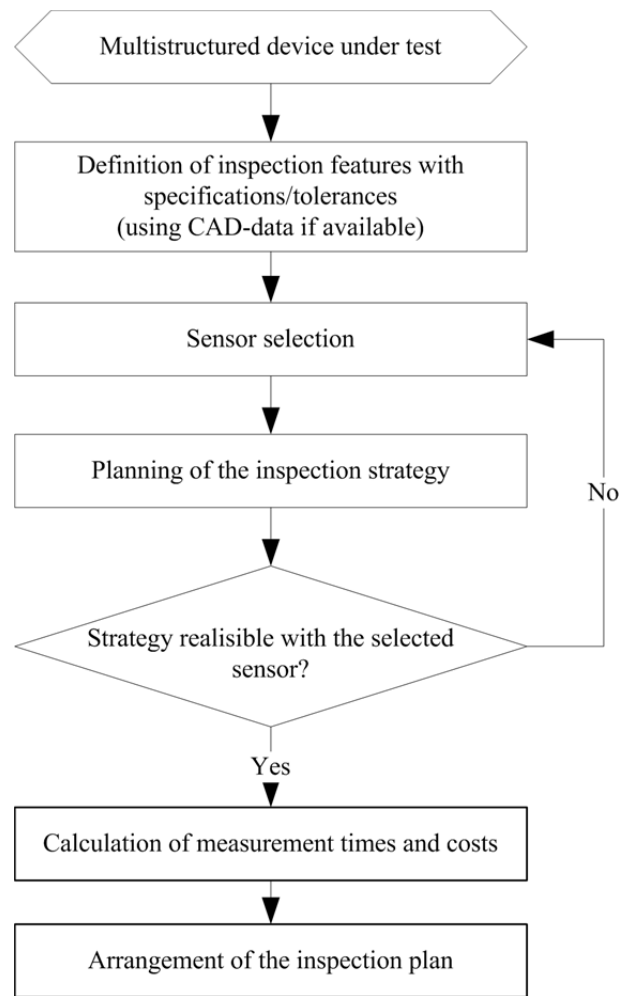 Multistructured device under test
Definition of inspection features with
specifications/tolerances
(using CAD-data if available)
Sensor selection
Planning of the inspection strategy
No
Strategy realisible with the selected
sensor?
Yes
Calculation of measurement times and costs
Arrangement of the inspection plan